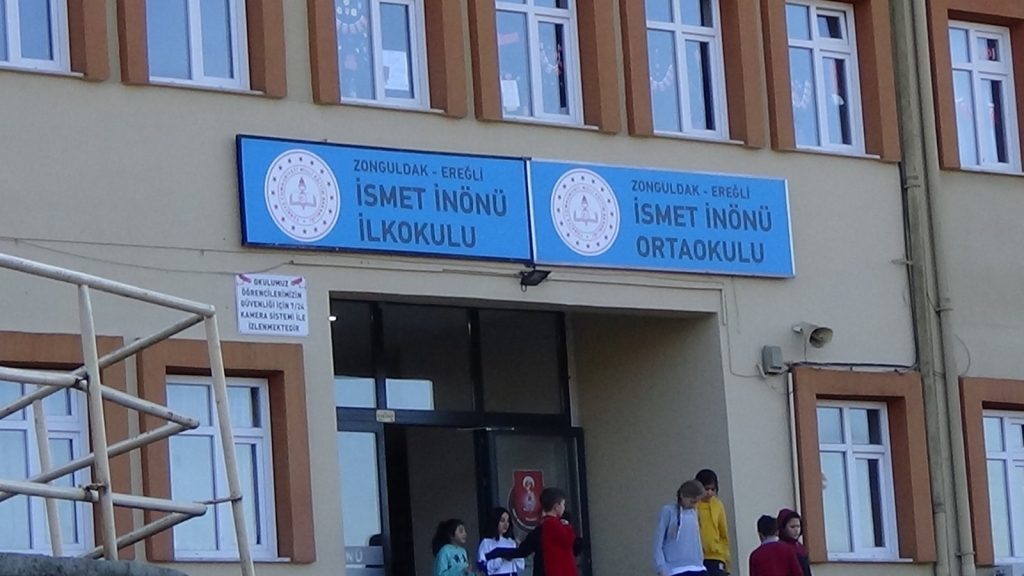 ZONGULDAK - EREĞLİ
İSMET İNÖNÜ
İLKOKULU
ZONGULDAK - EREĞLİ
İSMET İNÖNÜ
ORTAOKULU
OKULUMUZ
ÖĞRENCİLERİMİZİN
GÜVENLİĞİ İÇİN 7/24
KAMERA SİSTEMİ İLE
İZLENMEKTEDİR